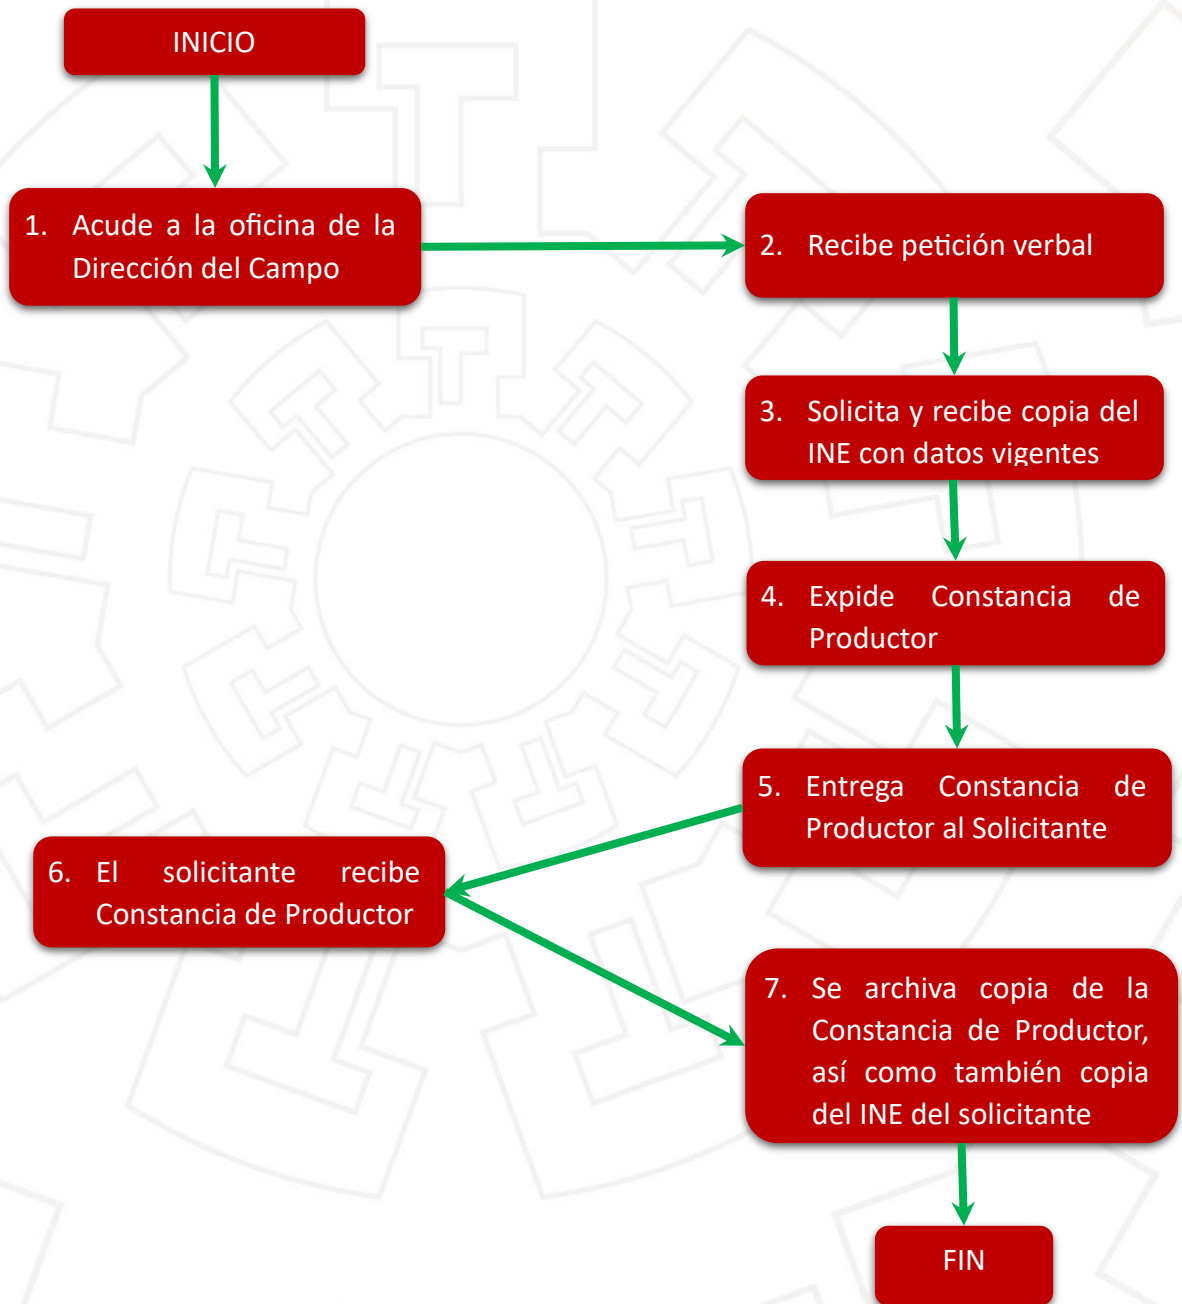 INICIO
1. Acude a la oficina de la
Dirección del Campo
2. Recibe petición verbal
3. Solicita y recibe copia del
INE con datos vigentes
4. Expide Constancia de
Productor
5. Entrega Constancia de
Productor al Solicitante
6. El solicitante recibe
Constancia de Productor
7. Se archiva copia de la
Constancia de Productor,
así como también copia
del INE del solicitante
FIN